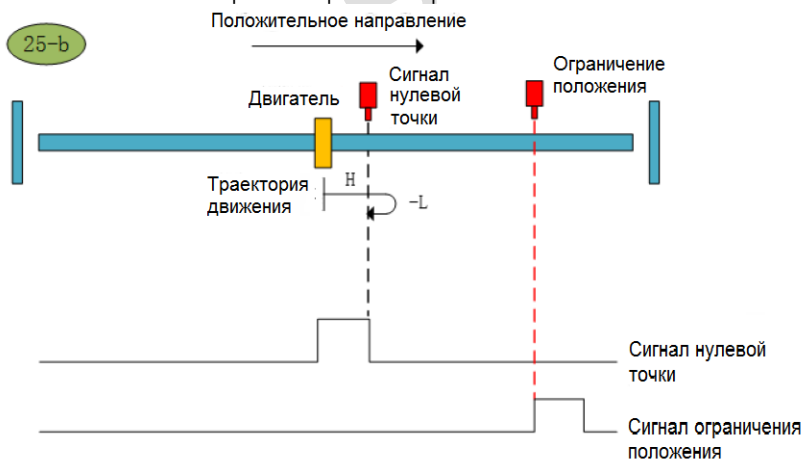 Положительное направление
25-b
Сигнал
нулевой
точки
Ограничение
положения
Двигатель
Траектория
движения
H
-L
Сигнал нулевой
точки
Сигнал ограничения
положения